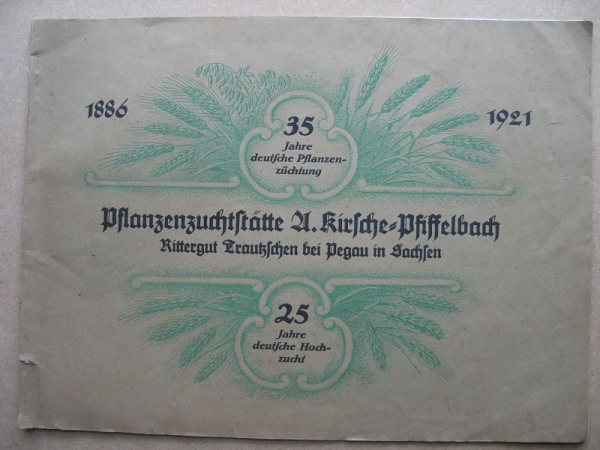 1886
1921
35
Jahre
deutſche Pflanzen-
züchtung
Pflanzenzuchtſtätte A. Kirſche-Pfiffelbach
Rittergut Trautzſchen bei Pegau in Sachſen
25
Jahre
deutſche Hoch-
zucht